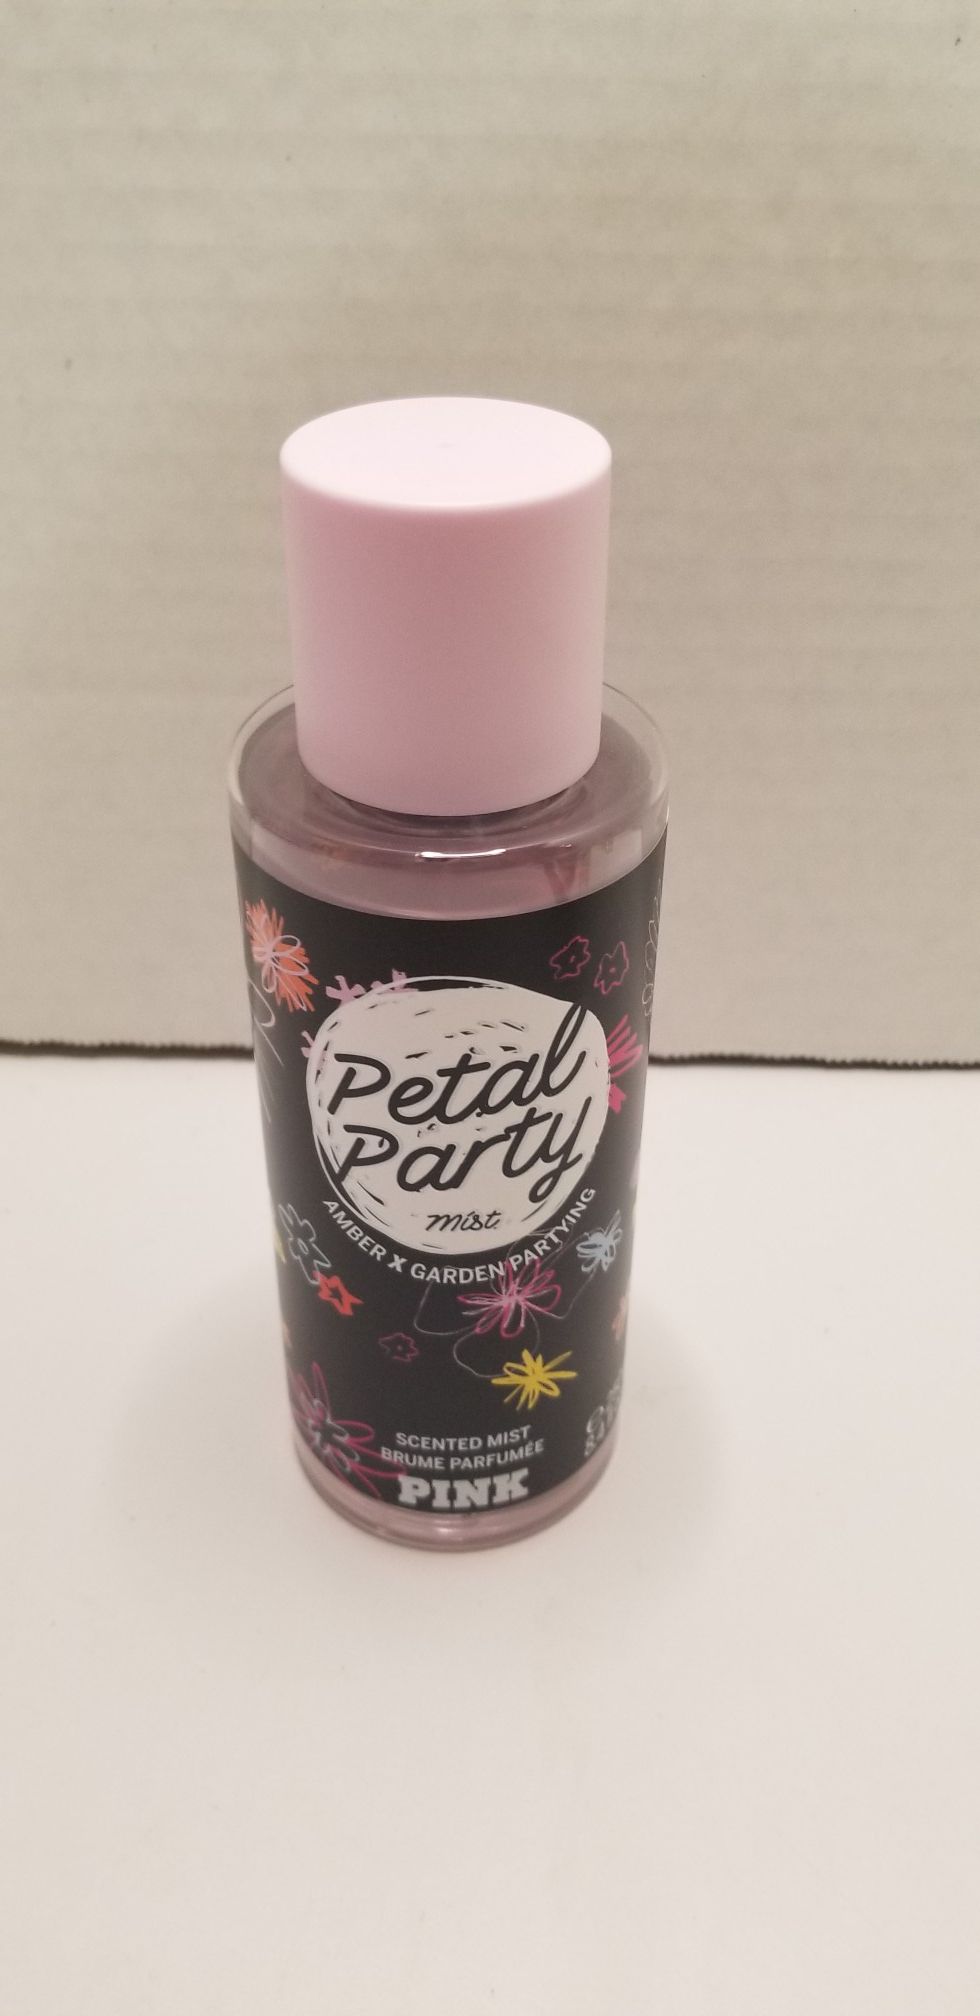 Petal
Party
mist
AMBER X GARDEN PARTYING
SCENTED MIST
BRUME PARFUMÉE
PINK